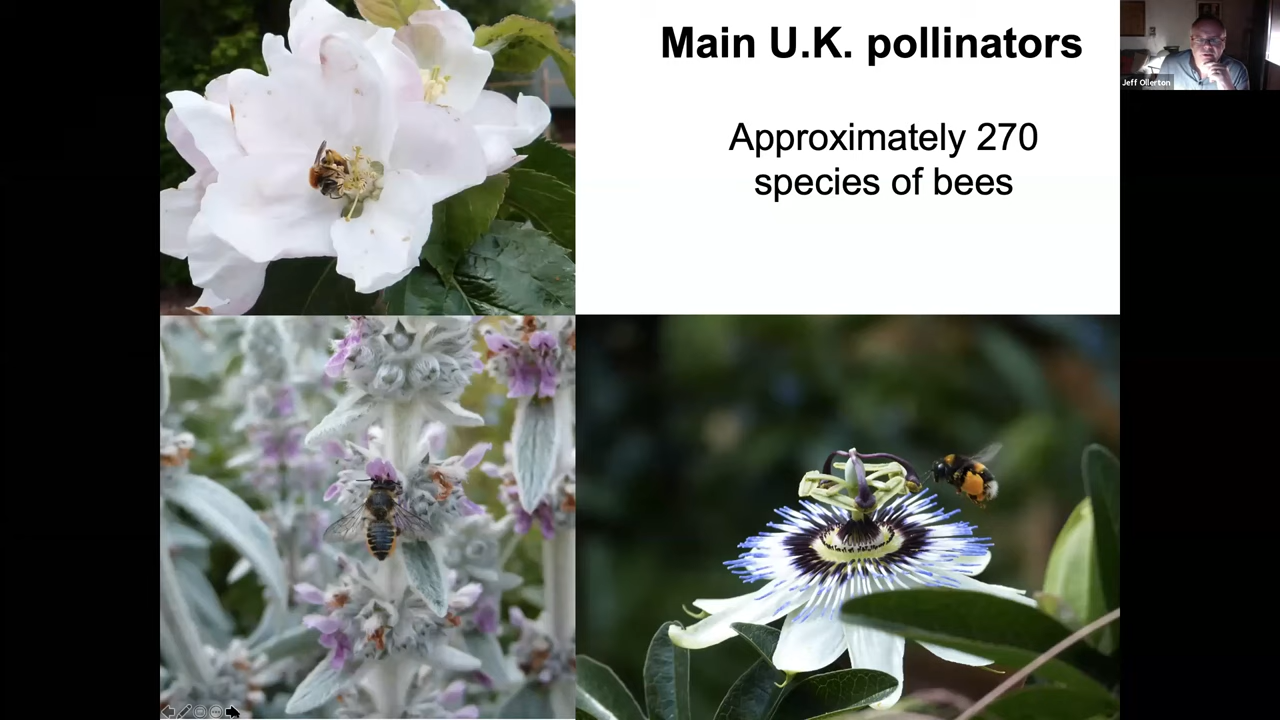 Main U.K. pollinators
Jeff Ollerton
Approximately 270
species of bees